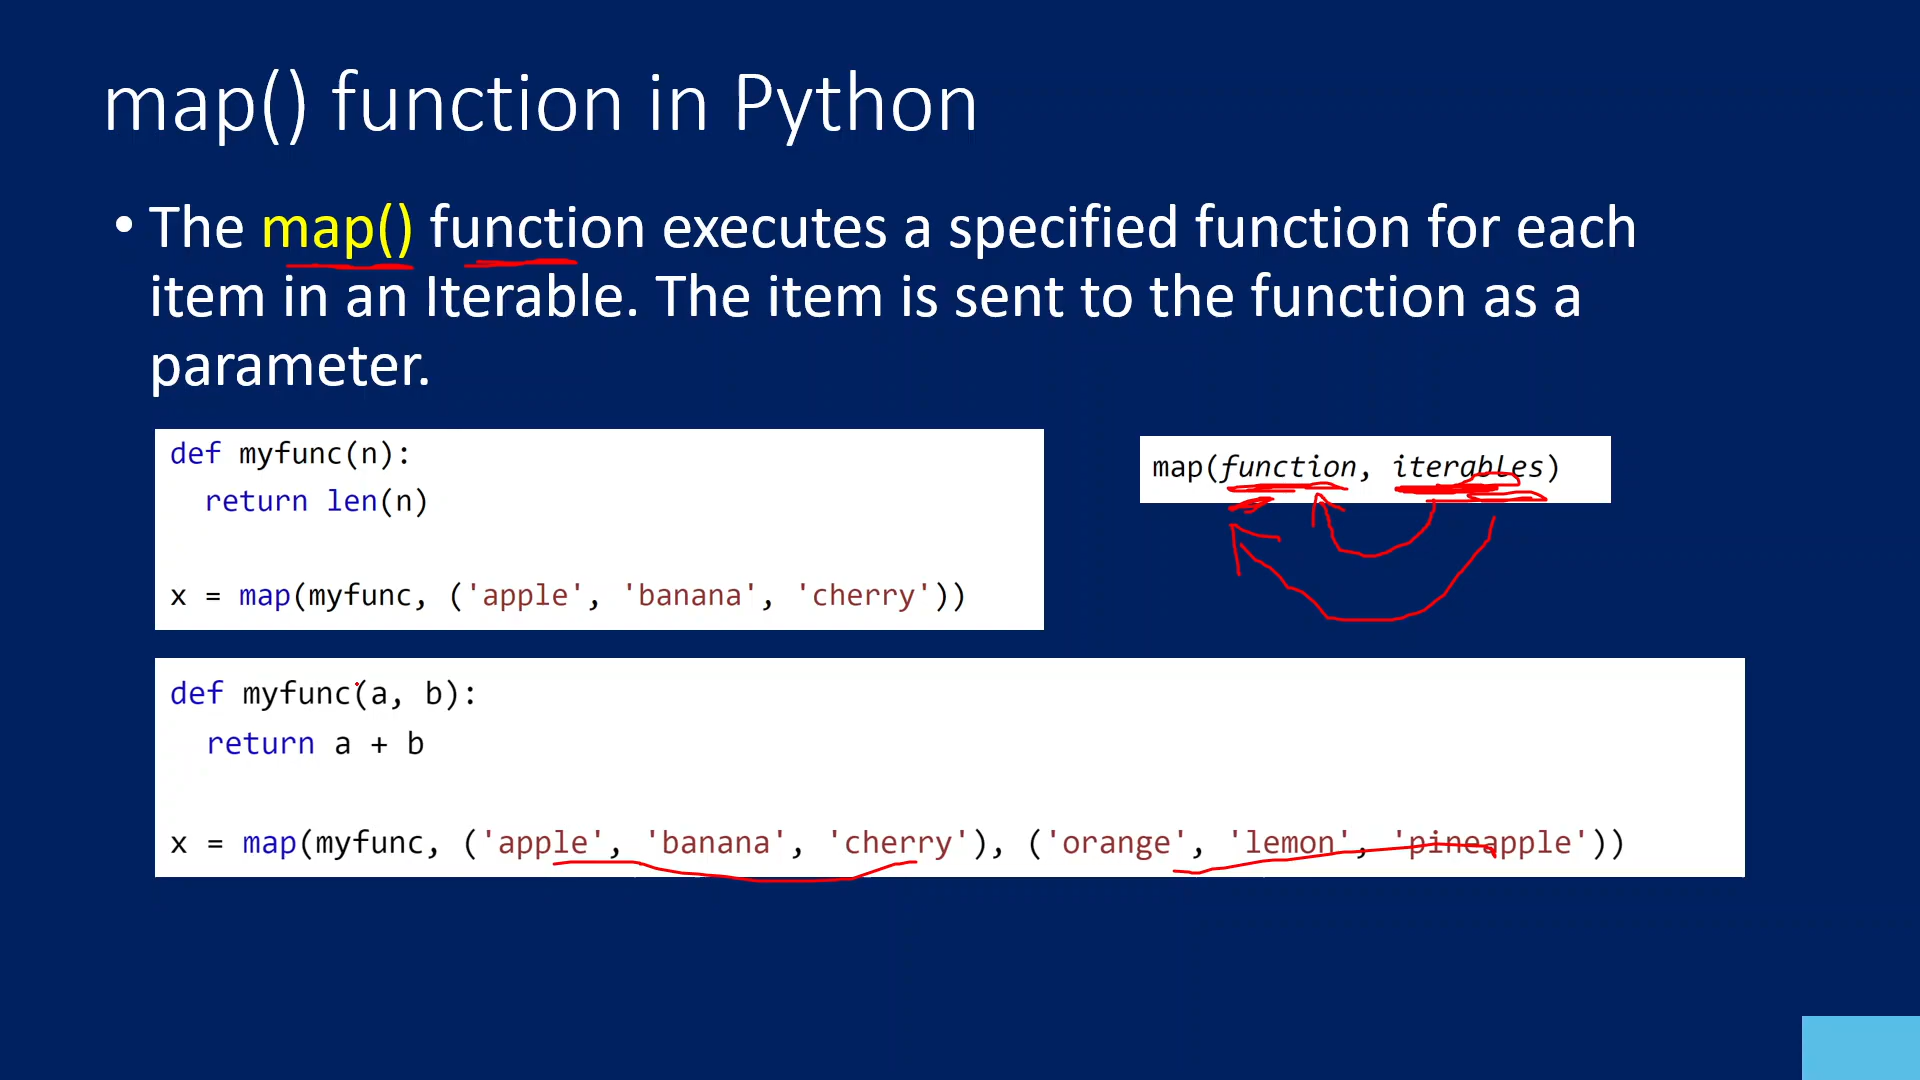 map() function in Python
• The map() function executes a specified function for each
item in an Iterable. The item is sent to the function as a
parameter.
def myfunc(n):
  return len(n)
x = map(myfunc, ('apple', 'banana', 'cherry'))
map(function, iterables)
def myfunc(a, b):
  return a + b
x = map(myfunc, ('apple', 'banana', 'cherry'), ('orange', 'lemon', 'pineapple'))